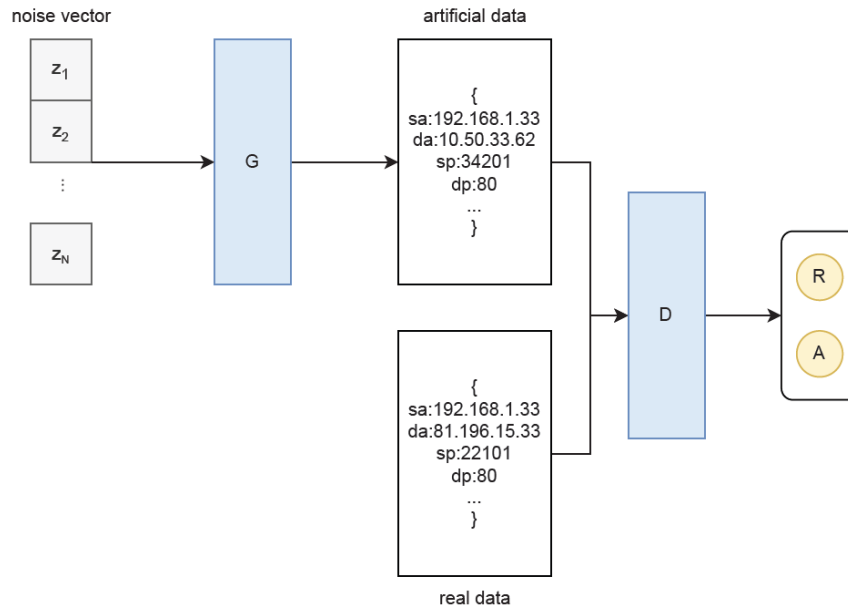 noise vector
artificial data
z1
z2
⋮
zN
G
{
sa:192.168.1.33
da:10.50.33.62
sp:34201
dp:80
...
}
{
sa:192.168.1.33
da:81.196.15.33
sp:22101
dp:80
...
}
real data
D
R
A